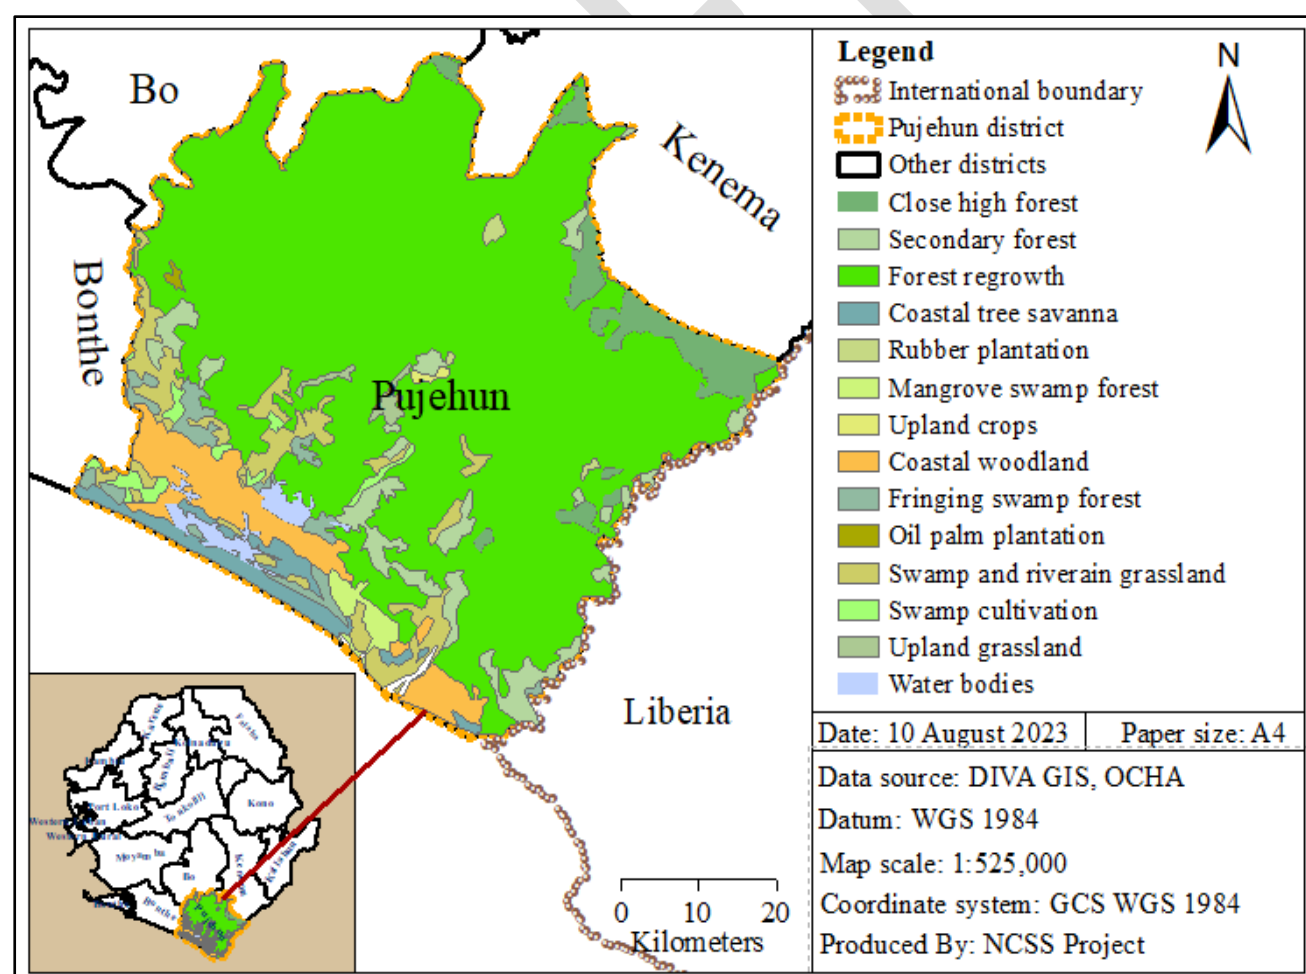 Bo
Kenema
Bonthe
Pujehun
Liberia
0 10 20
Kilometers
Legend
N
International boundary
Pujehun district
Other districts
Close high forest
Secondary forest
Forest regrowth
Coastal tree savanna
Rubber plantation
Mangrove swamp forest
Upland crops
Coastal woodland
Fringing swamp forest
Oil palm plantation
Swamp and riverain grassland
Swamp cultivation
Upland grassland
Water bodies
Date: 10 August 2023
Paper size: A4
Data source: DIVA GIS, OCHA
Datum: WGS 1984
Map scale: 1:525,000
Coordinate system: GCS WGS 1984
Produced By: NCSS Project
Port Loko
Kono
Moyamba
Bo
Bonthe